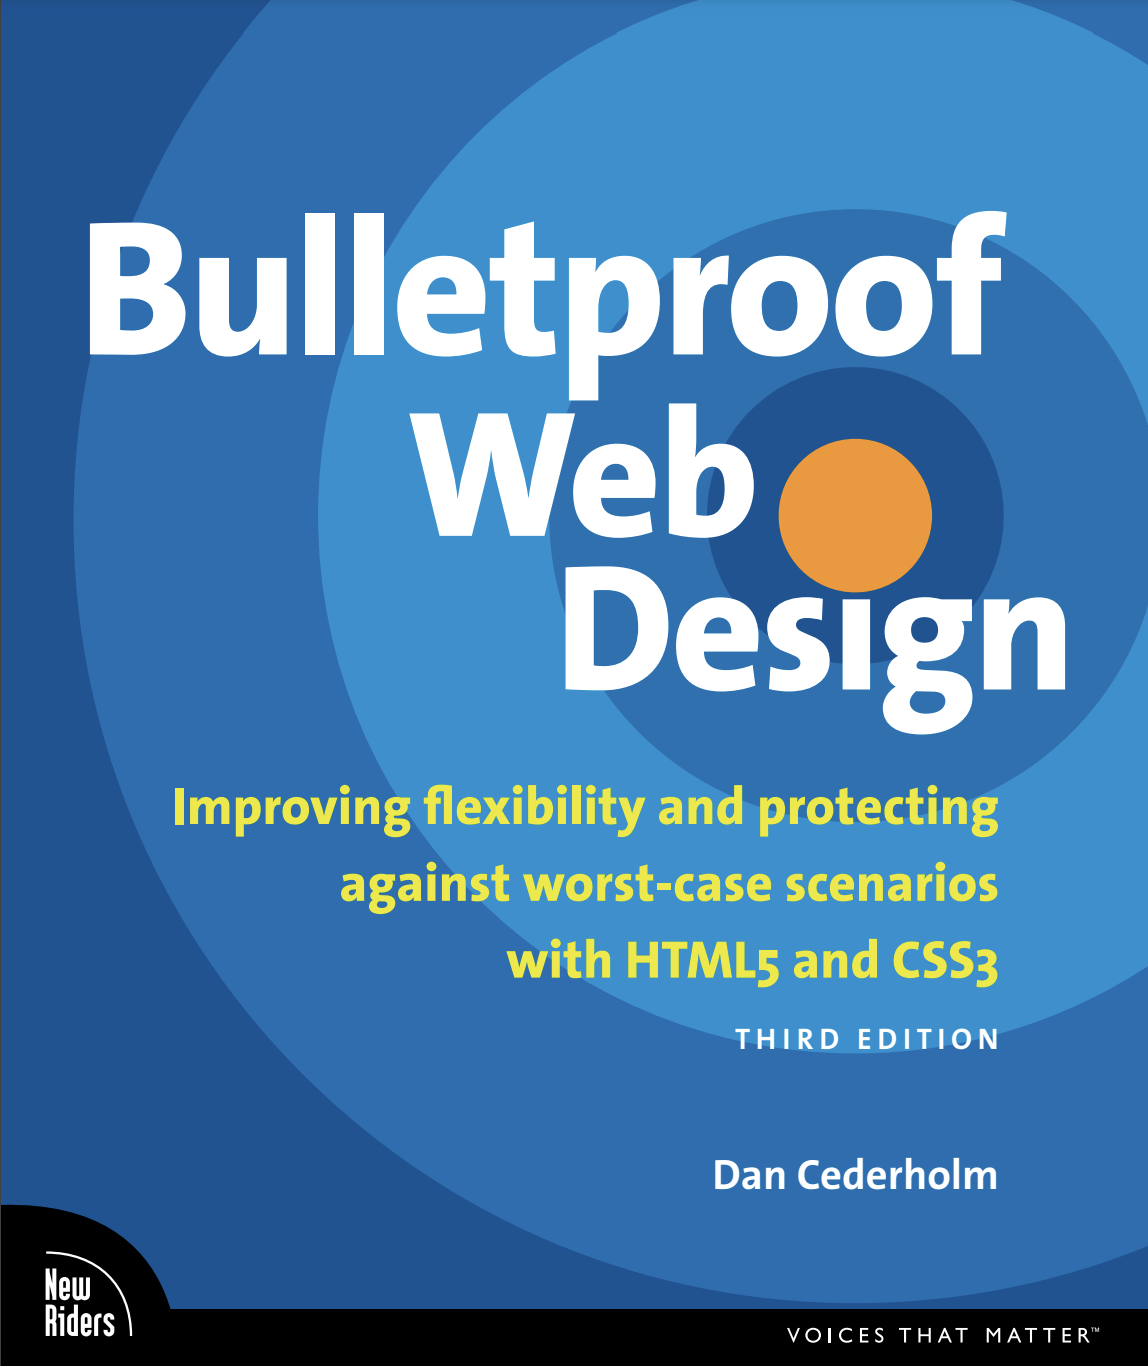 Bulletproof
Web
Design
Improving flexibility and protecting
against worst-case scenarios
with HTML5 and CSS3
THIRD EDITION
Dan Cederholm
New
Riders
VOICES THAT MATTER™